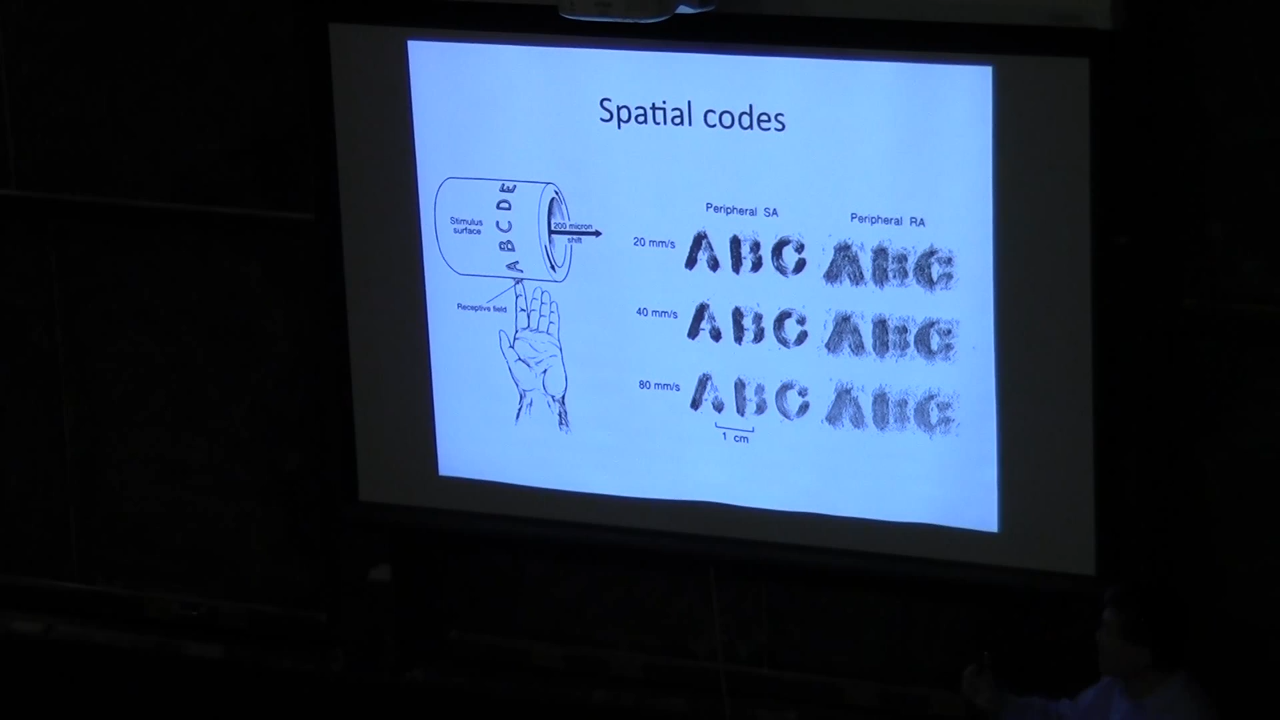 Spatial codes
A B C D E
Stimulus
surface
200 micron
shift
Receptive field
Peripheral SA
Peripheral RA
20 mm/s
ABC
ABC
40 mm/s
ABC
ABC
80 mm/s
ABC
ABC
1 cm